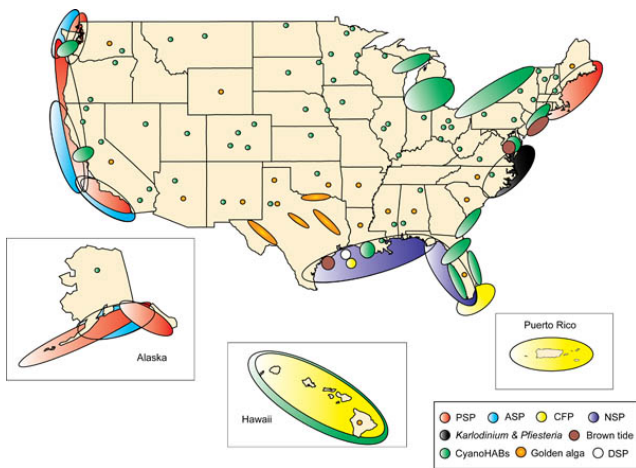 Alaska
Hawaii
Puerto Rico
PSP ASP CFP NSP
Karlodinium & Pfiesteria Brown tide
CyanoHABs Golden alga DSP